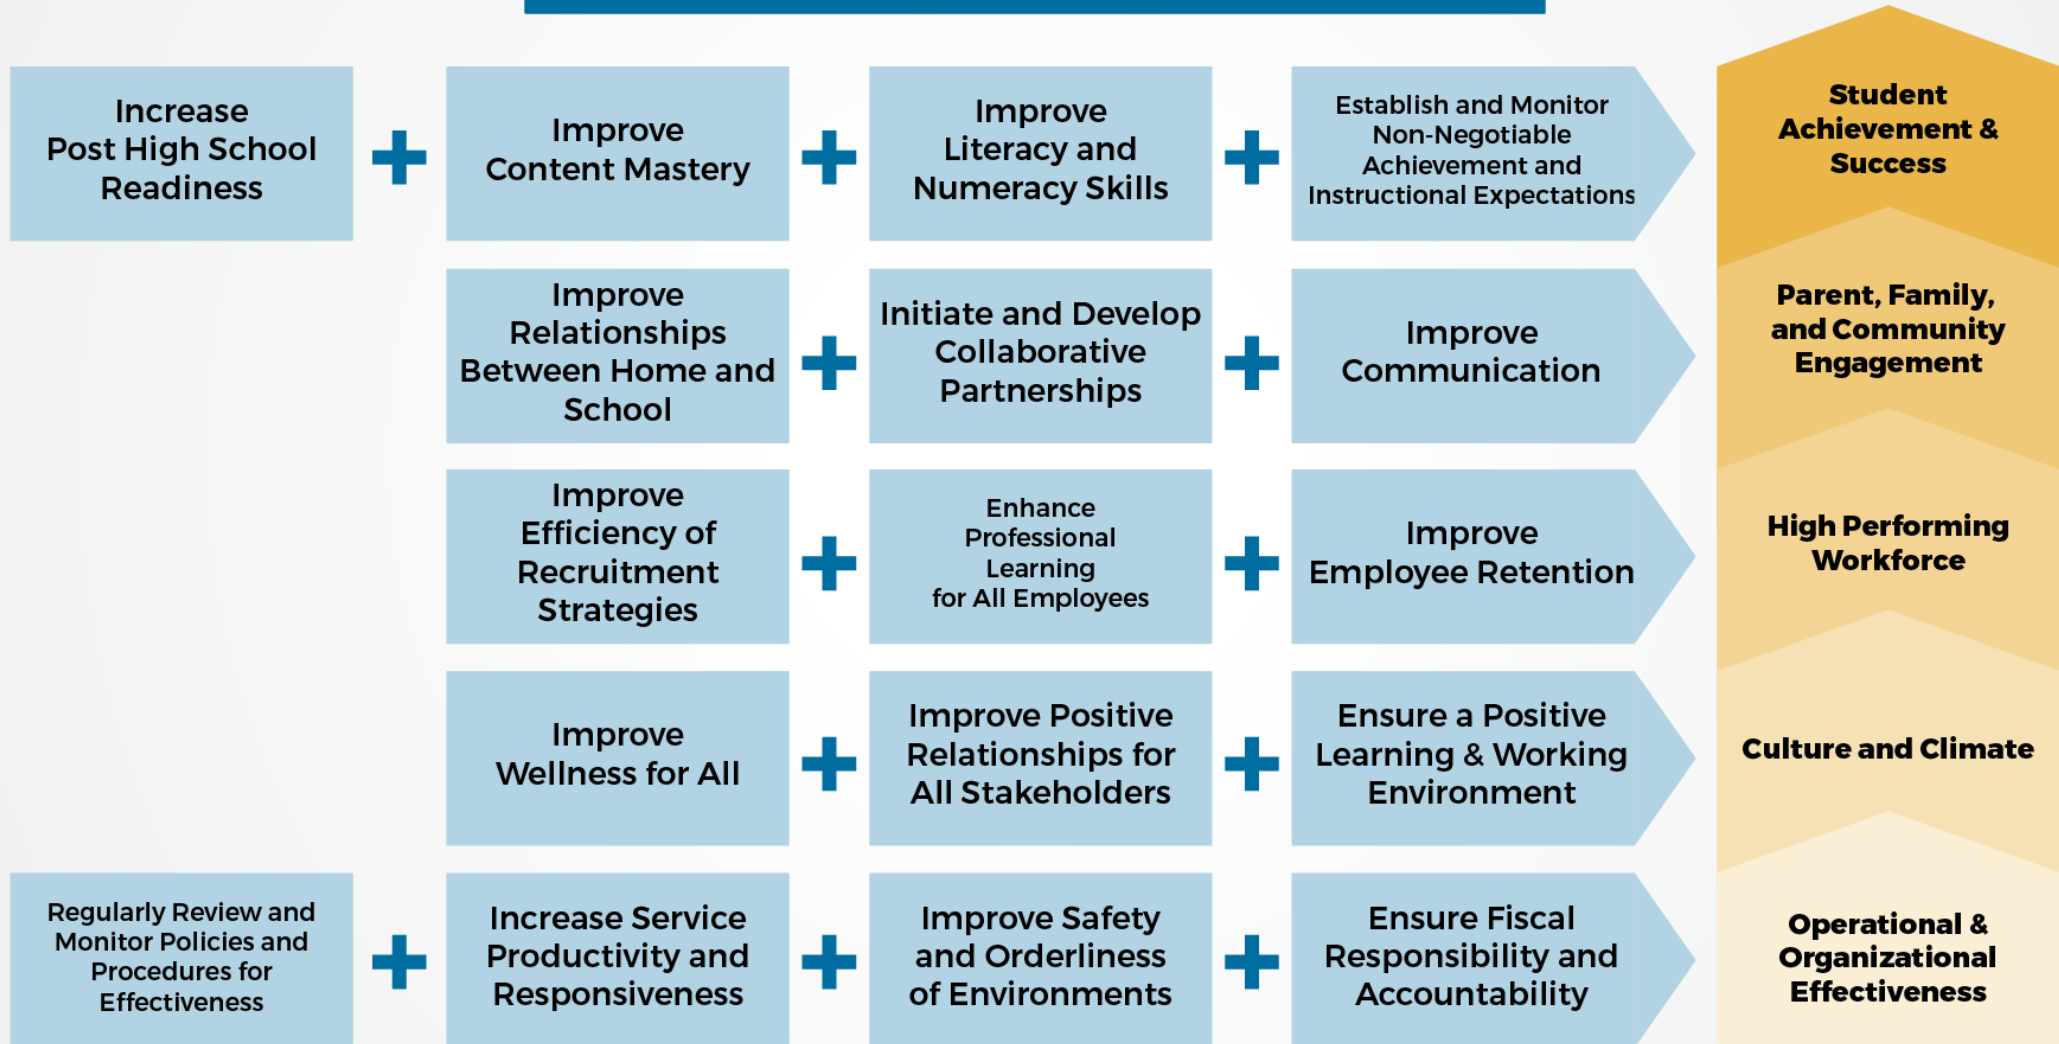 Increase
Post High School
Readiness
Improve
Content Mastery
Improve
Literacy and
Numeracy Skills
Establish and Monitor
Non-Negotiable
Achievement and
Instructional Expectations
Student
Achievement &
Success
Improve
Relationships
Between Home and
School
Initiate and Develop
Collaborative
Partnerships
Improve
Communication
Parent, Family,
and Community
Engagement
Improve
Efficiency of
Recruitment
Strategies
Enhance
Professional
Learning
for All Employees
Improve
Employee Retention
High Performing
Workforce
Improve
Wellness for All
Improve Positive
Relationships for
All Stakeholders
Ensure a Positive
Learning & Working
Environment
Culture and Climate
Regularly Review and
Monitor Policies and
Procedures for
Effectiveness
Increase Service
Productivity and
Responsiveness
Improve Safety
and Orderliness
of Environments
Ensure Fiscal
Responsibility and
Accountability
Operational &
Organizational
Effectiveness